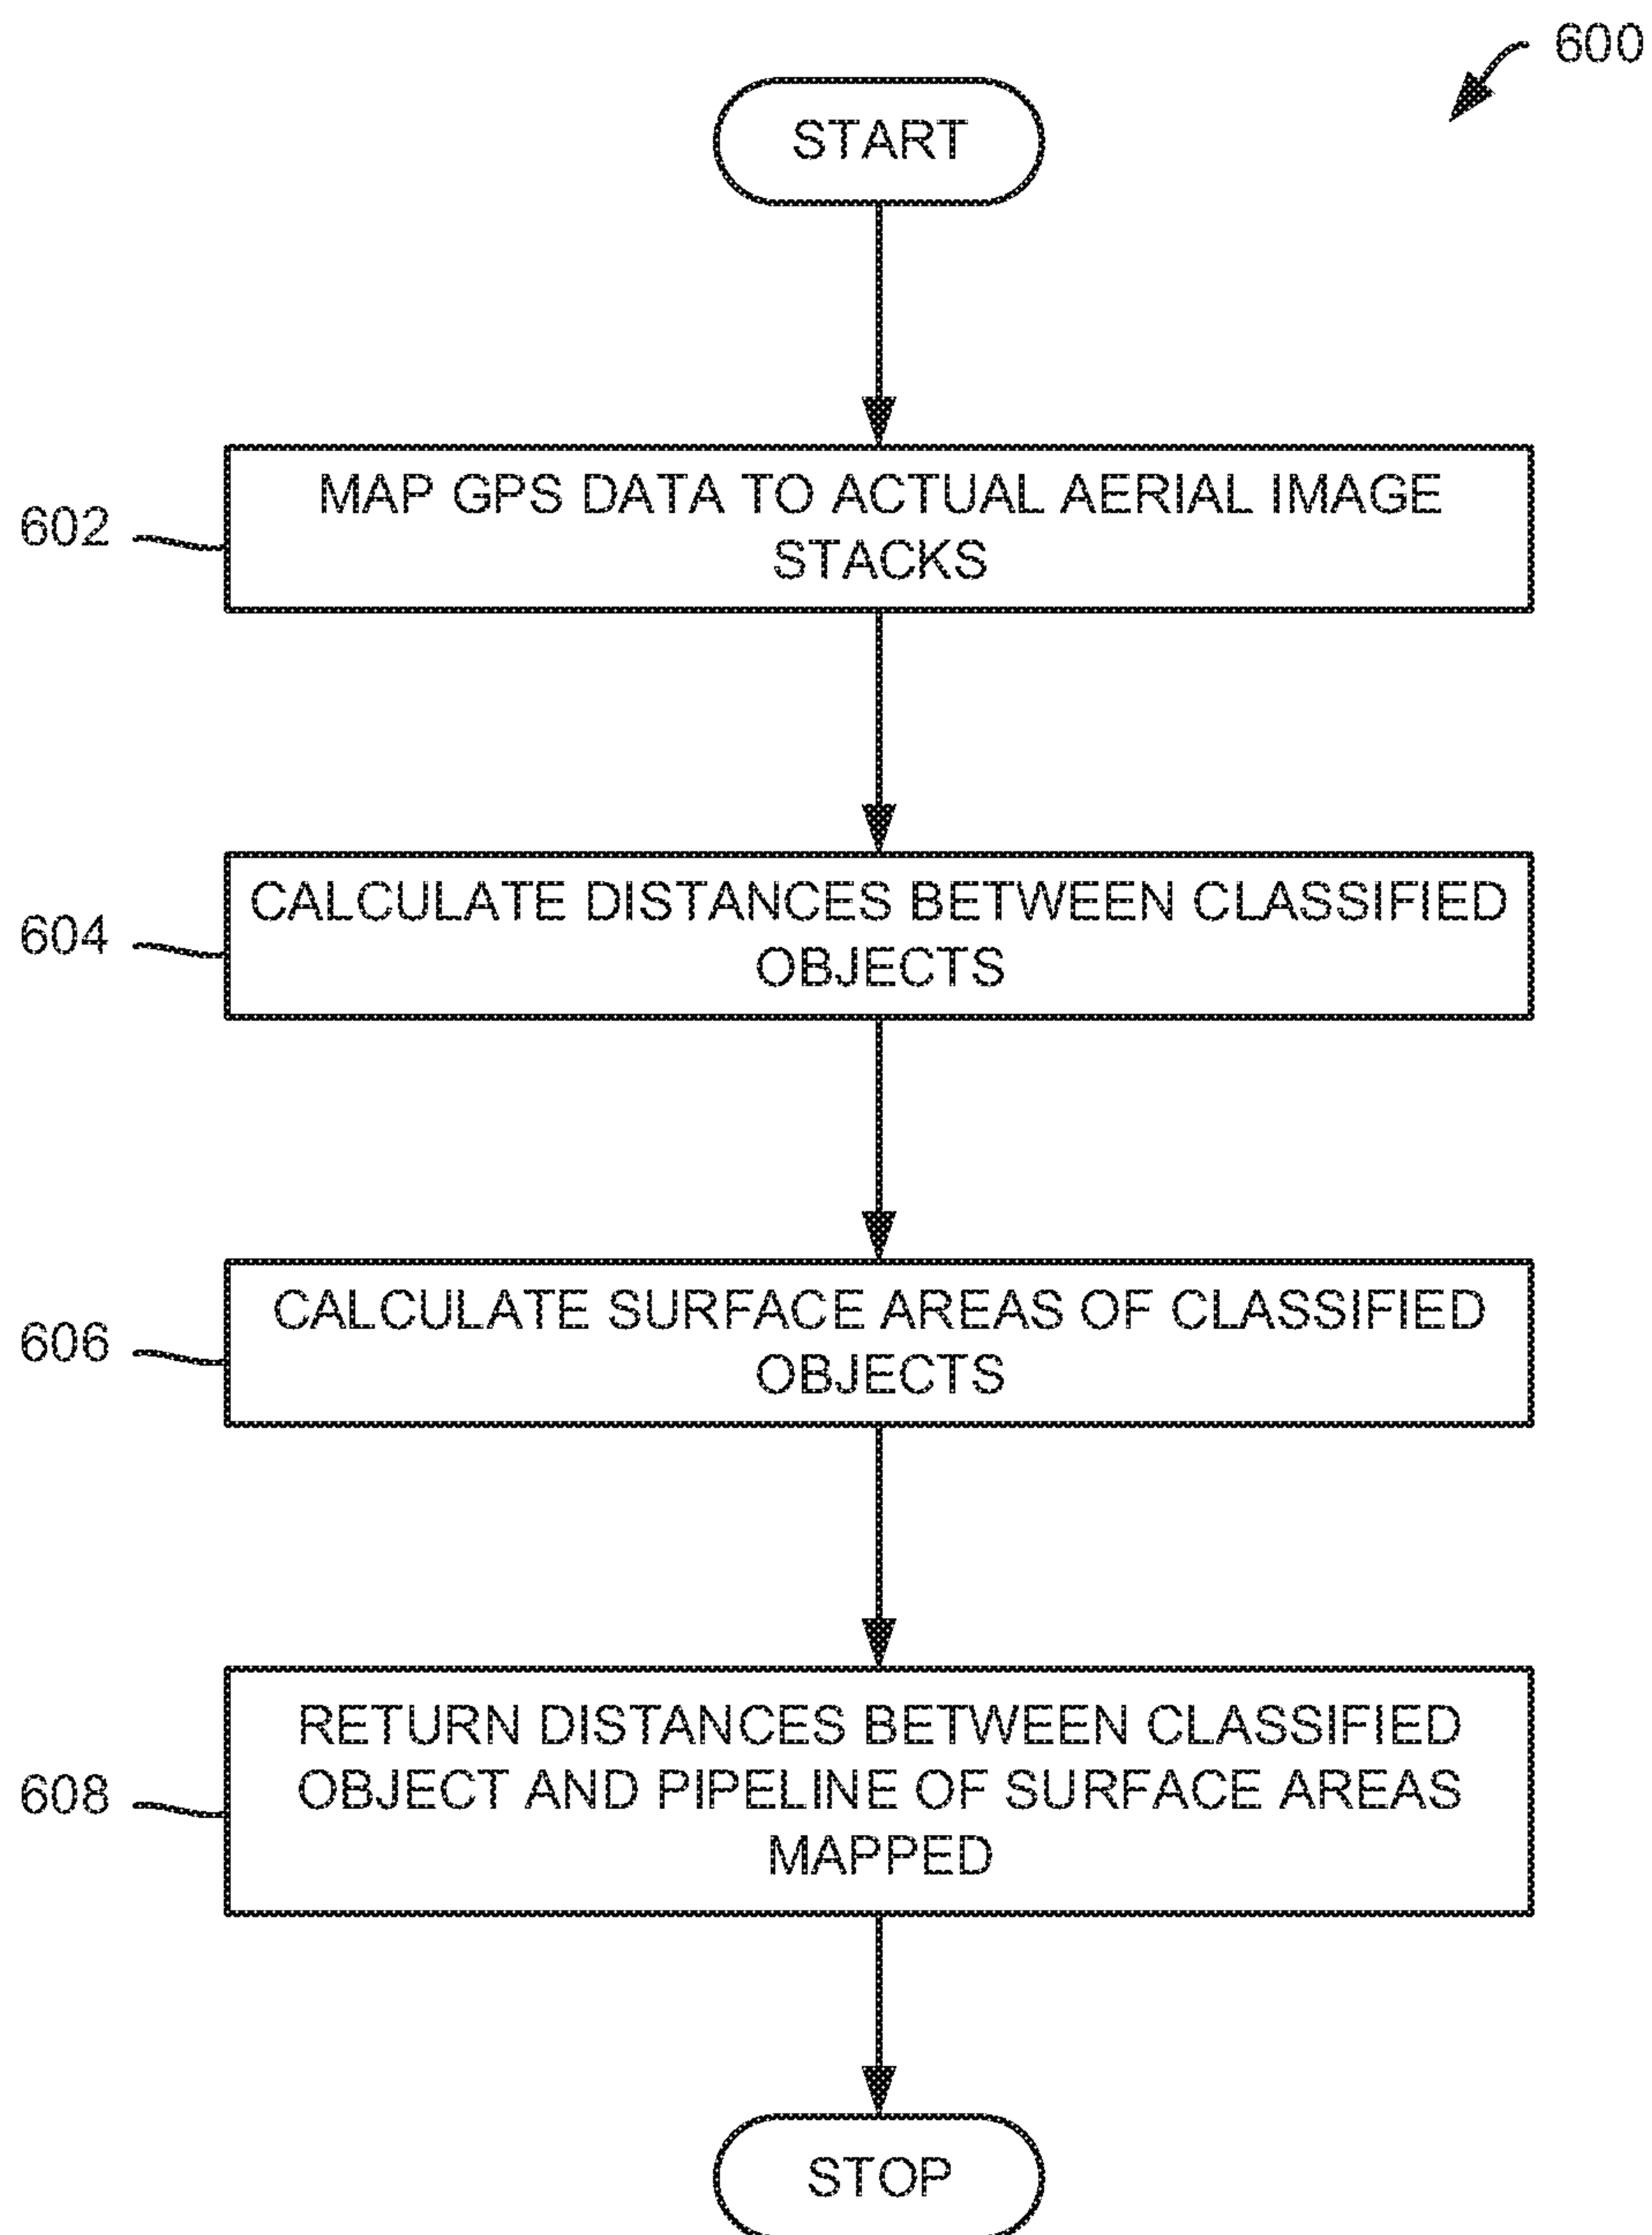 600
START
602
MAP GPS DATA TO ACTUAL AERIAL IMAGE
STACKS
604
CALCULATE DISTANCES BETWEEN CLASSIFIED
OBJECTS
606
CALCULATE SURFACE AREAS OF CLASSIFIED
OBJECTS
608
RETURN DISTANCES BETWEEN CLASSIFIED
OBJECT AND PIPELINE OF SURFACE AREAS
MAPPED
STOP